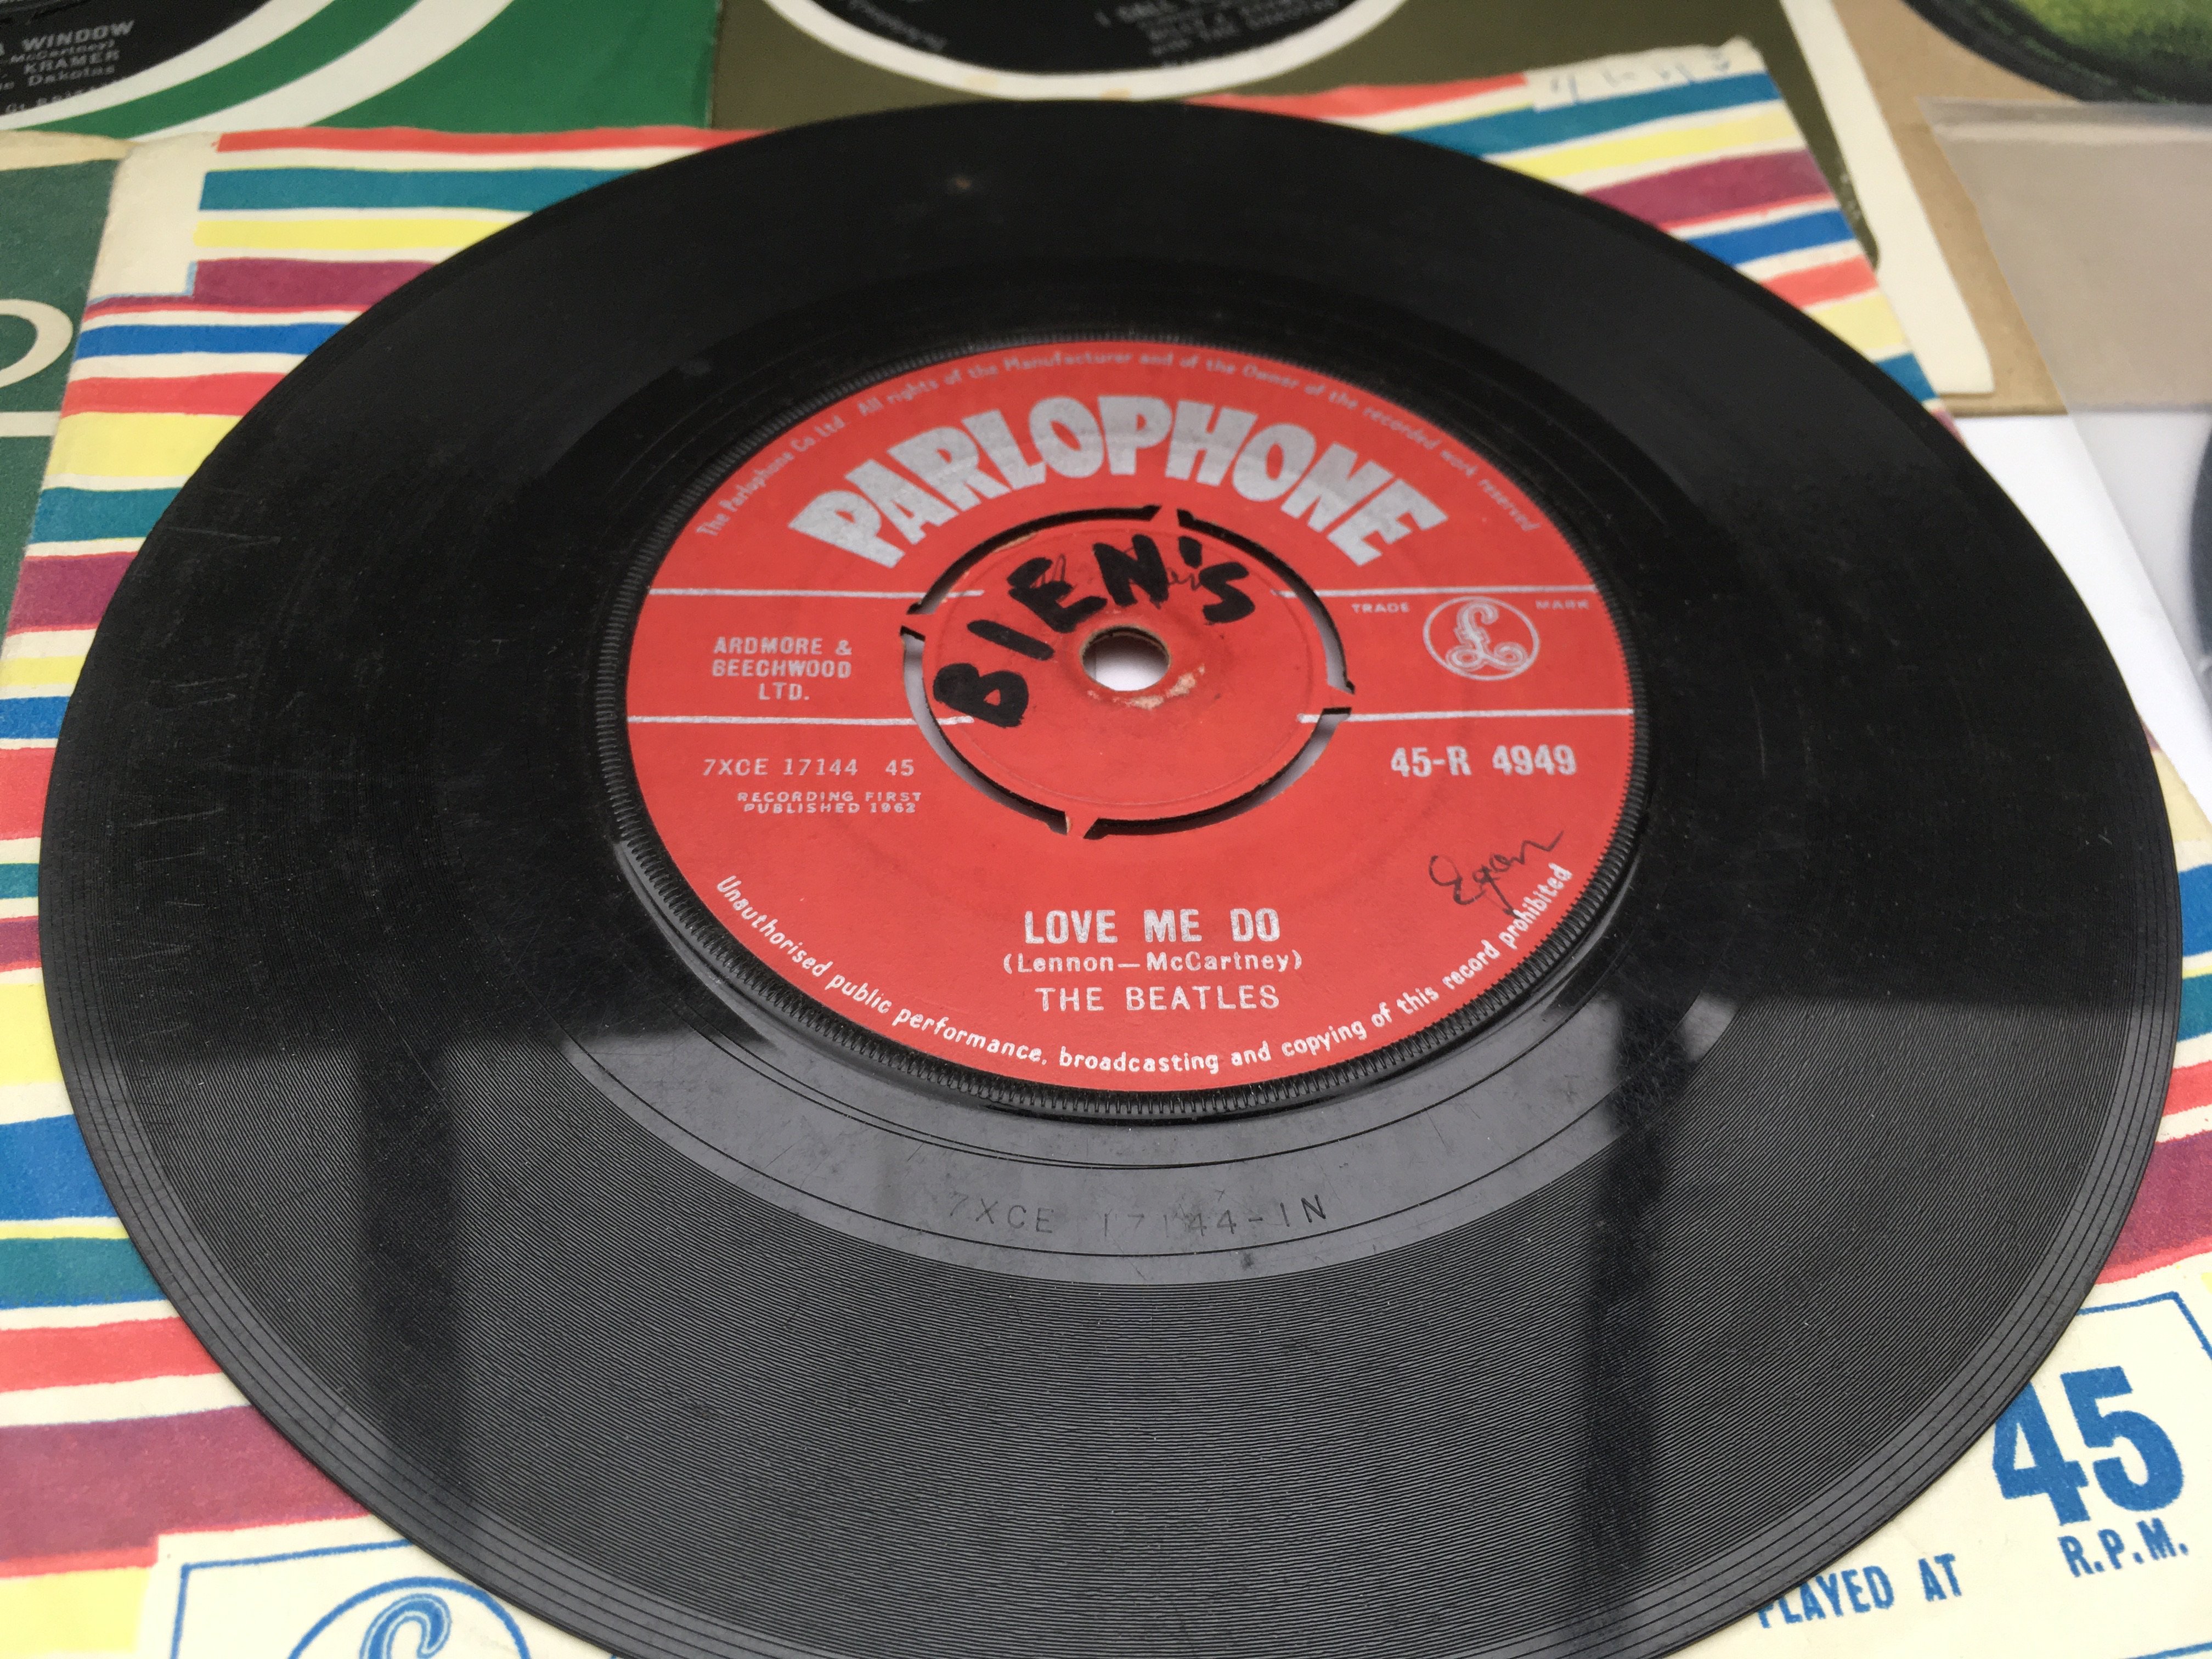 WINDOW
McCartney)
KRAMER
Dakotas
I CALL
The Parlophone Co Ltd. All rights of the Manufacturer and of the Owner of the recorded work reserved
PARLOPHONE
BIEN'S
TRADE MARK
£
ARDMORE &
BEECHWOOD
LTD.
7XCE 17144 45
RECORDING FIRST
PUBLISHED 1962
45-R 4949
Egon
LOVE ME DO
(Lennon—McCartney)
THE BEATLES
Unauthorised public performance, broadcasting and copying of this record prohibited
7XCE 17144-1N
45
R.P.M.
PLAYED AT
£